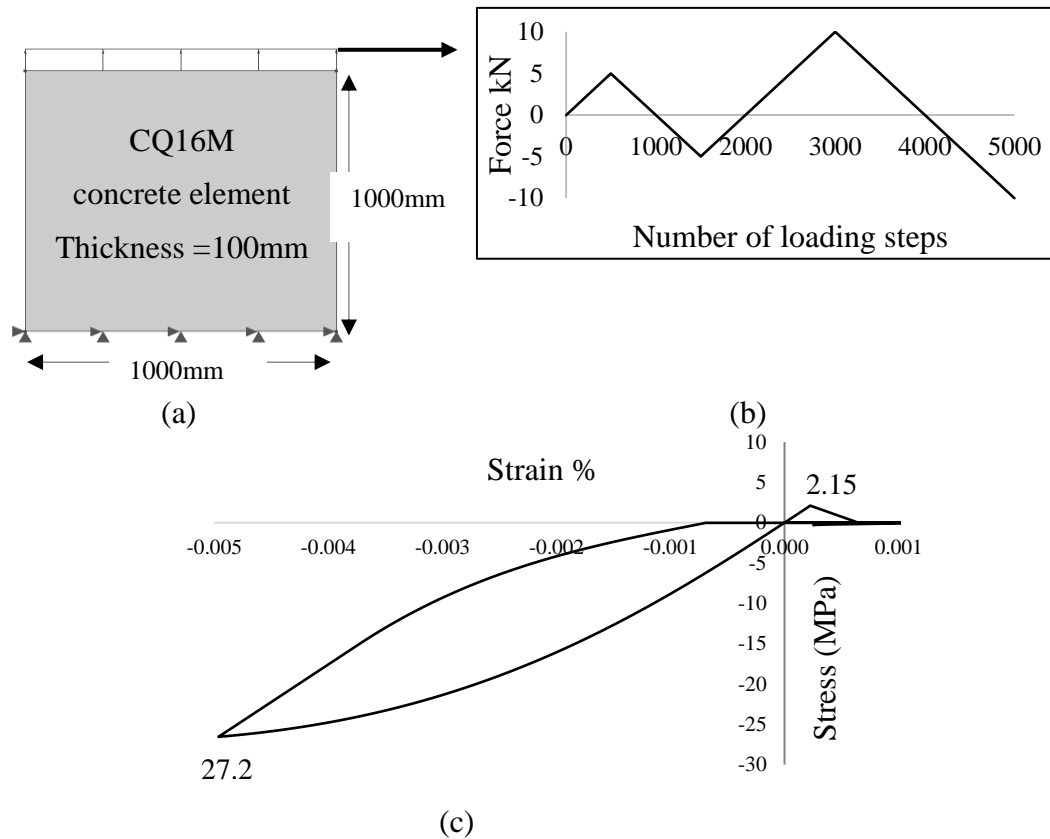 CQ16M
concrete element
Thickness =100mm
1000mm
1000mm
(a)
Force kN
10
5
0
-5
-10
0
1000
2000
3000
4000
5000
Number of loading steps
(b)
Strain %
10
5
0
-5
-10
-15
-20
-25
-30
2.15
-0.005
-0.004
-0.003
-0.002
-0.001
0.000
0.001
Stress (MPa)
27.2
(c)